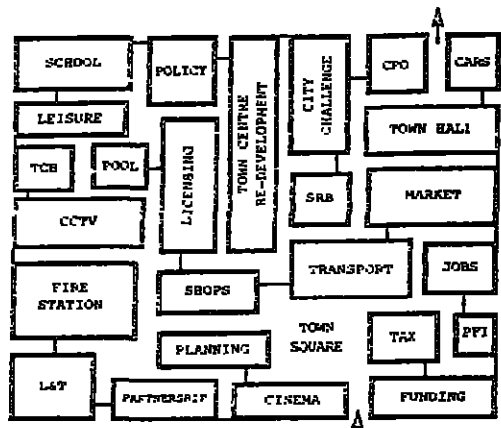 SCHOOL
POLICY
TOWN CENTRE
RE-DEVELOPMENT
CITY
CHALLENGE
CPO
CARS
LEISURE
TOWN HALL
TCH
POOL
LICENSING
SRB
MARKET
CCTV
FIRE
STATION
SHOPS
TRANSPORT
JOBS
PLANNING
TOWN
SQUARE
TAX
PFI
L&T
PARTNERSHIP
CINEMA
FUNDING